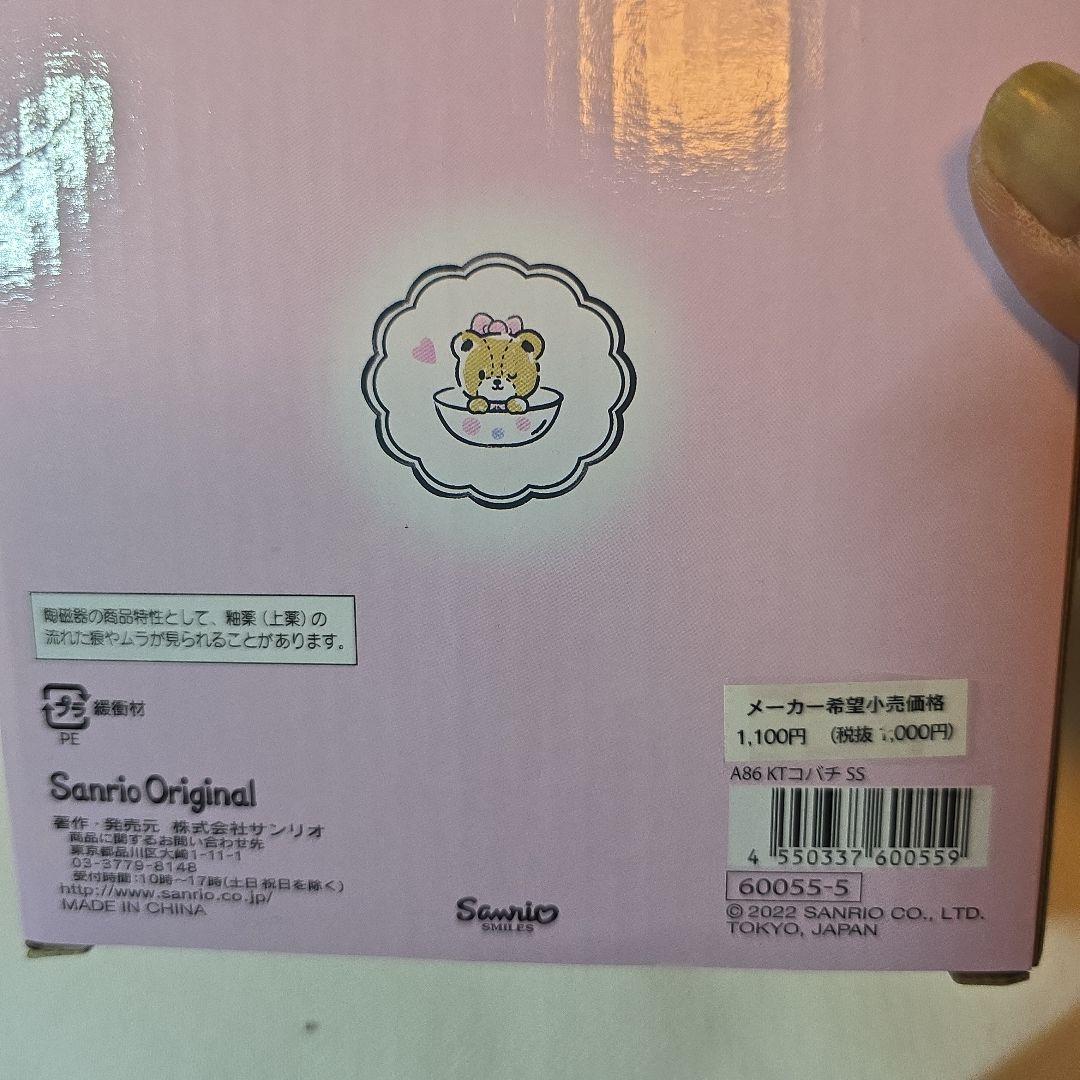 陶磁器の商品特性として、釉薬(上薬)の
流れた痕やムラが見られることがあります。
プラ 緩衝材
PE
Sanrio Original
著作・発売元 株式会社サンリオ
商品に関するお問い合わせ先
東京都品川区大崎1-11-1
03-3779-8148
受付時間:10時〜17時(土日祝日を除く)
http://www.sanrio.co.jp/
MADE IN CHINA
Sanrio
SMILES
メーカー希望小売価格
1,100円 (税抜 1,000円)
A86 KTコバチ SS
4 550337 600559
60055-5
© 2022 SANRIO CO., LTD.
TOKYO, JAPAN